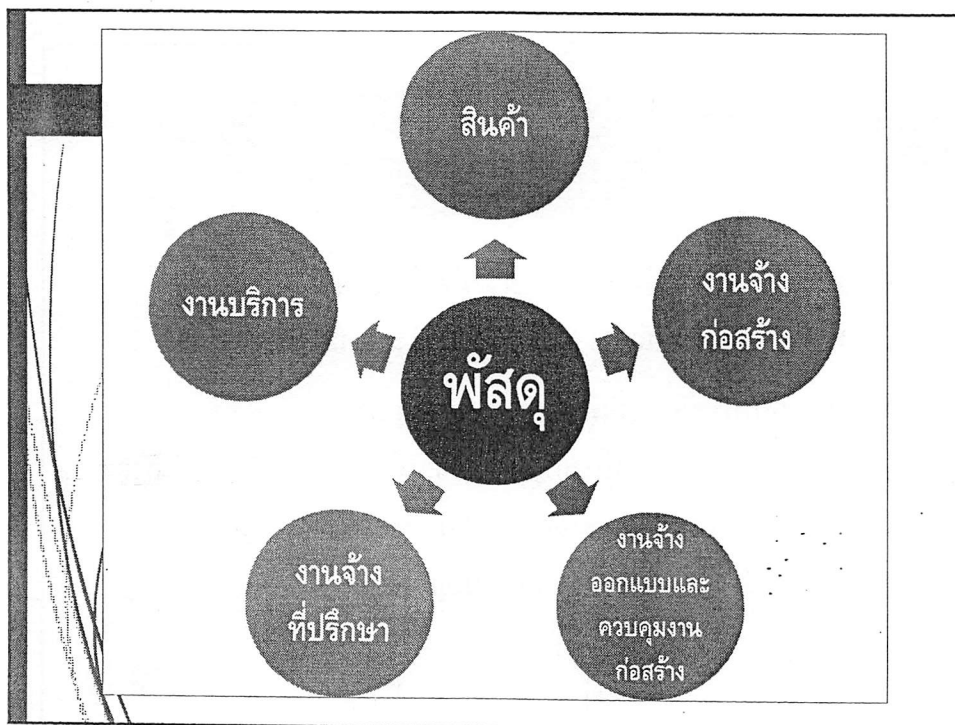 สินค้า
งานจ้าง
ก่อสร้าง
งานจ้าง
ออกแบบและ
ควบคุมงาน
ก่อสร้าง
งานจ้าง
ที่ปรึกษา
งานบริการ
พัสดุ